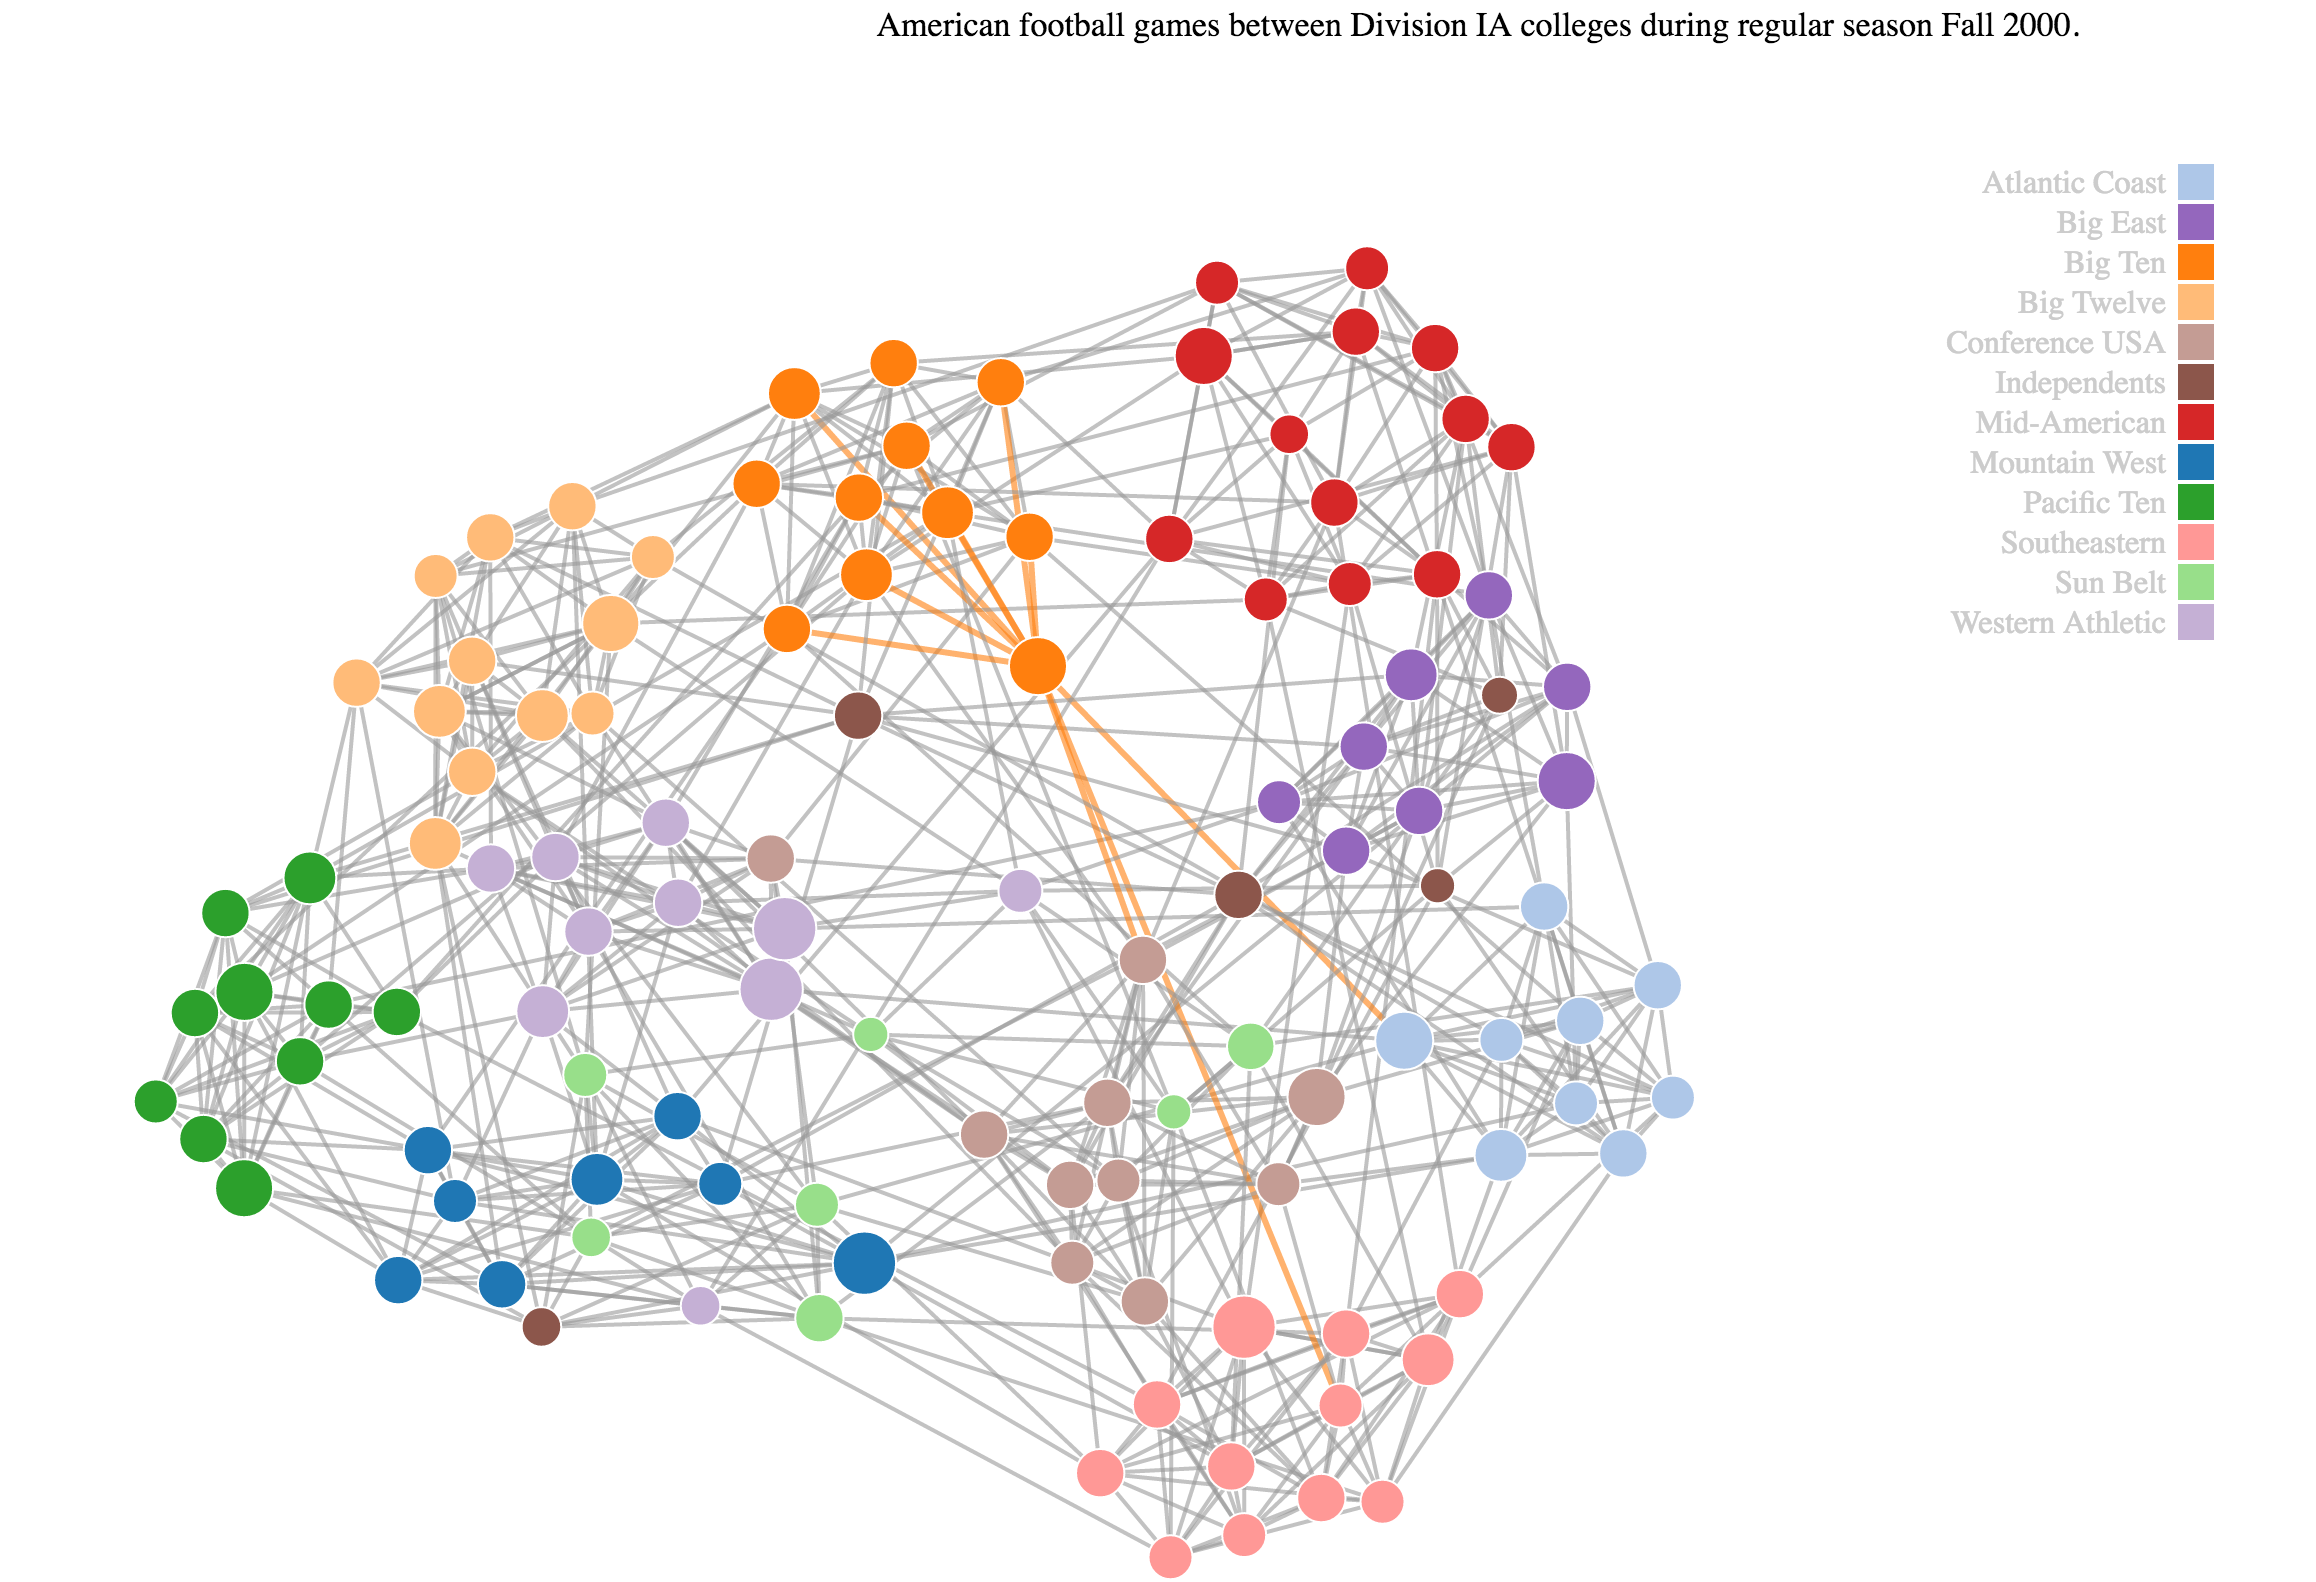 American football games between Division IA colleges during regular season Fall 2000.
Atlantic Coast
Big East
Big Ten
Big Twelve
Conference USA
Independents
Mid-American
Mountain West
Pacific Ten
Southeastern
Sun Belt
Western Athletic